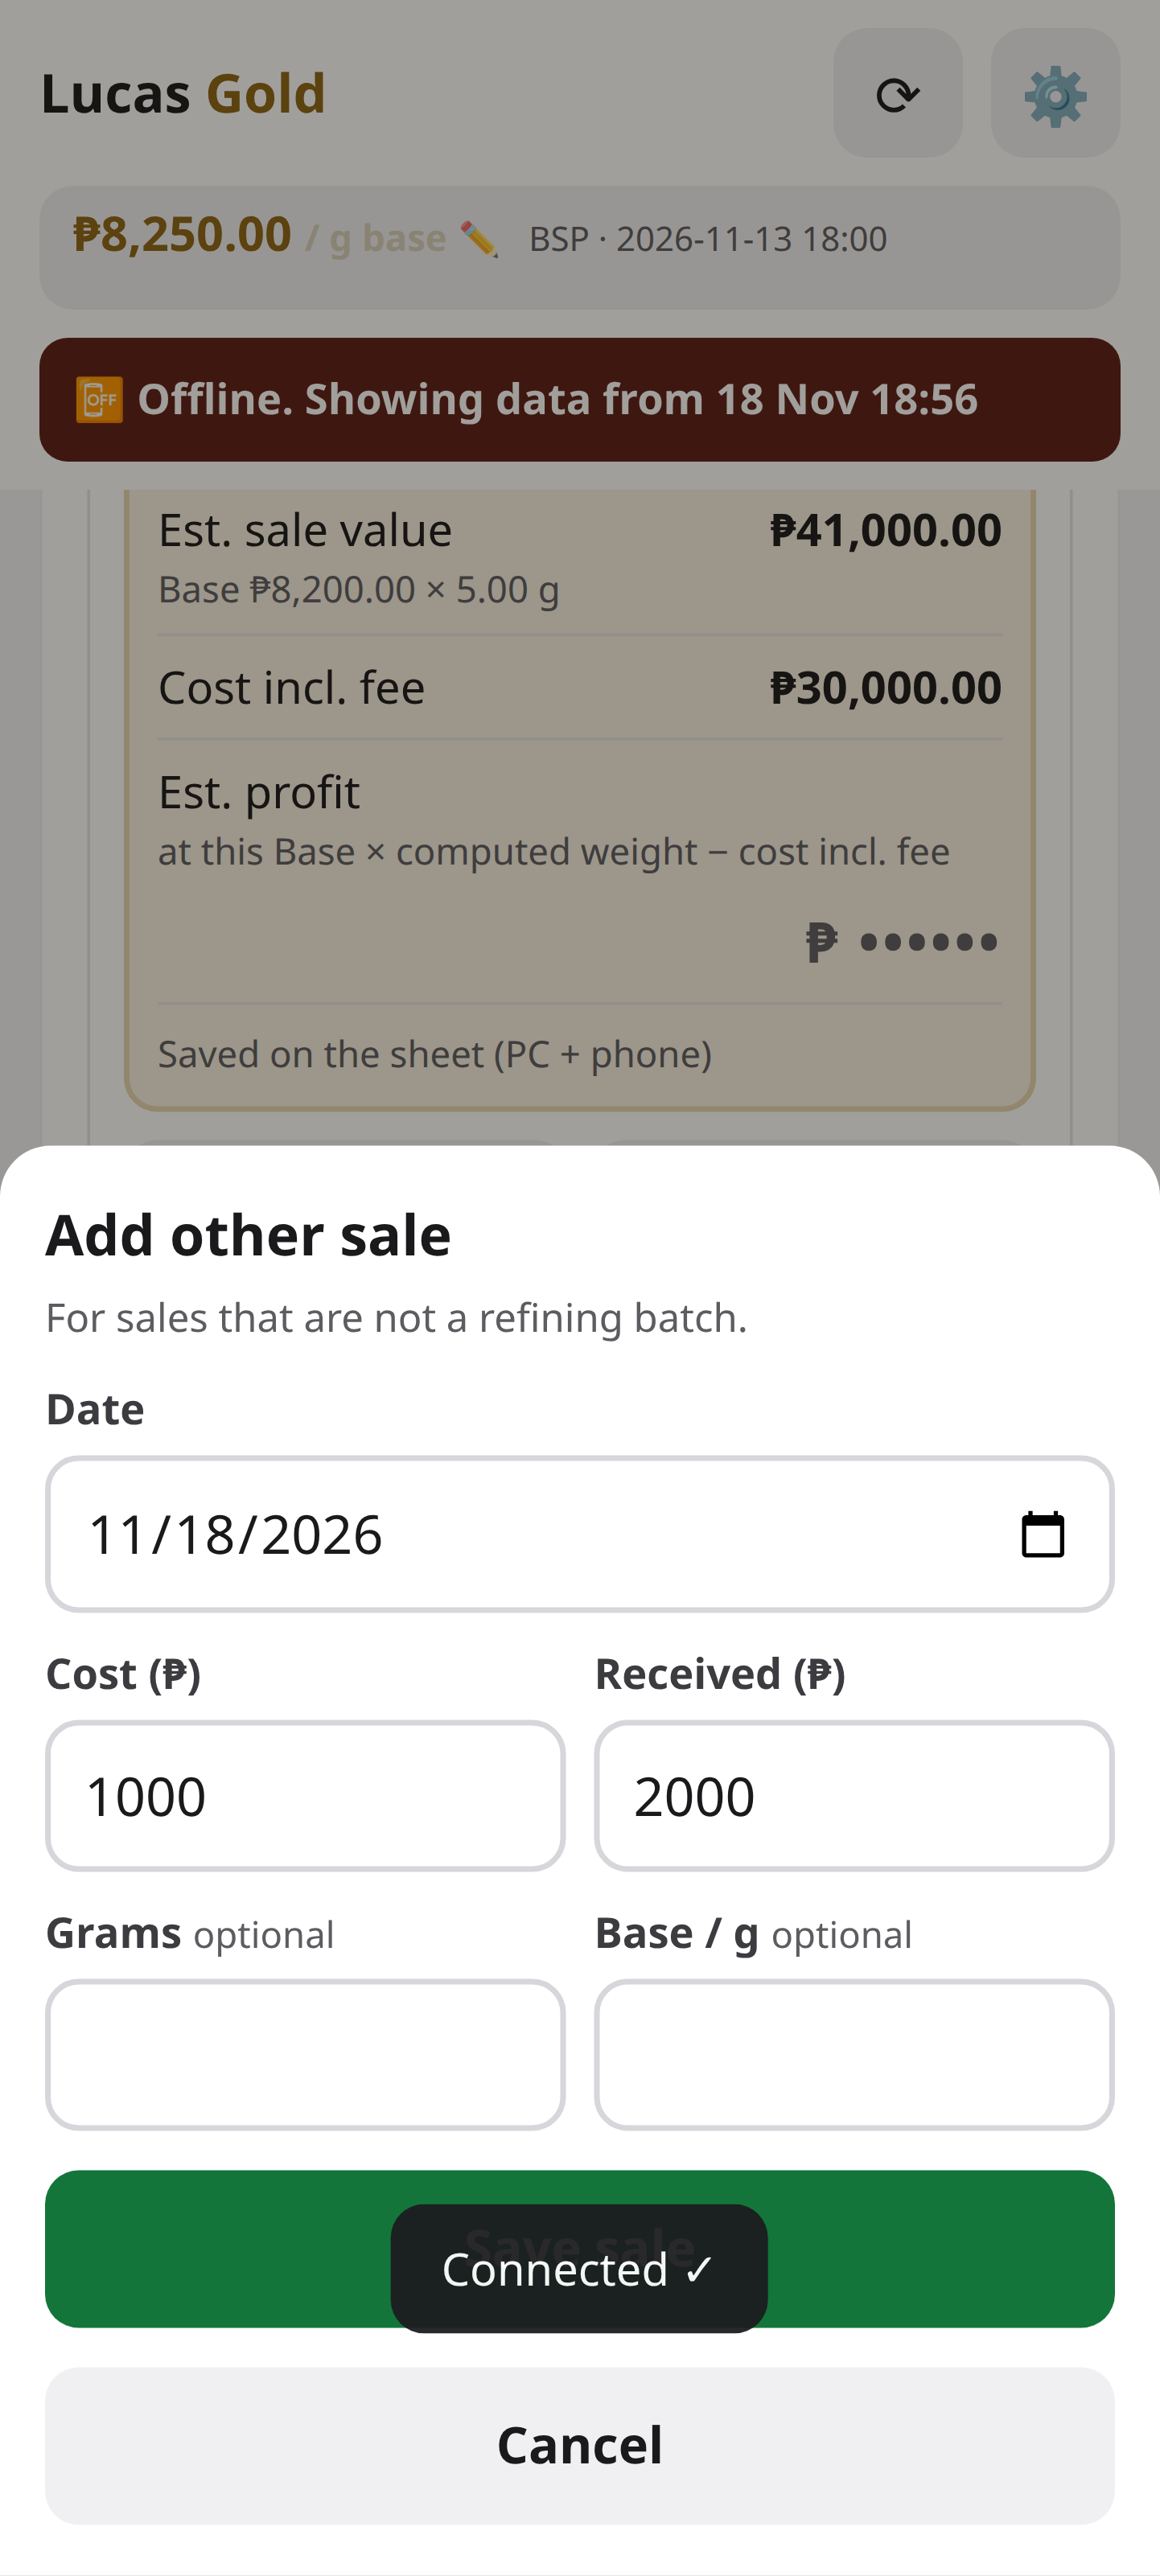 Lucas Gold
⟳ ⚙️
₱8,250.00 / g base ✏️ BSP · 2026-11-13 18:00
📴 Offline. Showing data from 18 Nov 18:56
Est. sale value ₱41,000.00
Base ₱8,200.00 × 5.00 g
Cost incl. fee ₱30,000.00
Est. profit
at this Base × computed weight − cost incl. fee
₱ ••••••
Saved on the sheet (PC + phone)
Add other sale
For sales that are not a refining batch.
Date
11/18/2026
Cost (₱) Received (₱)
1000 2000
Grams optional Base / g optional
Save sale
Connected ✓
Cancel